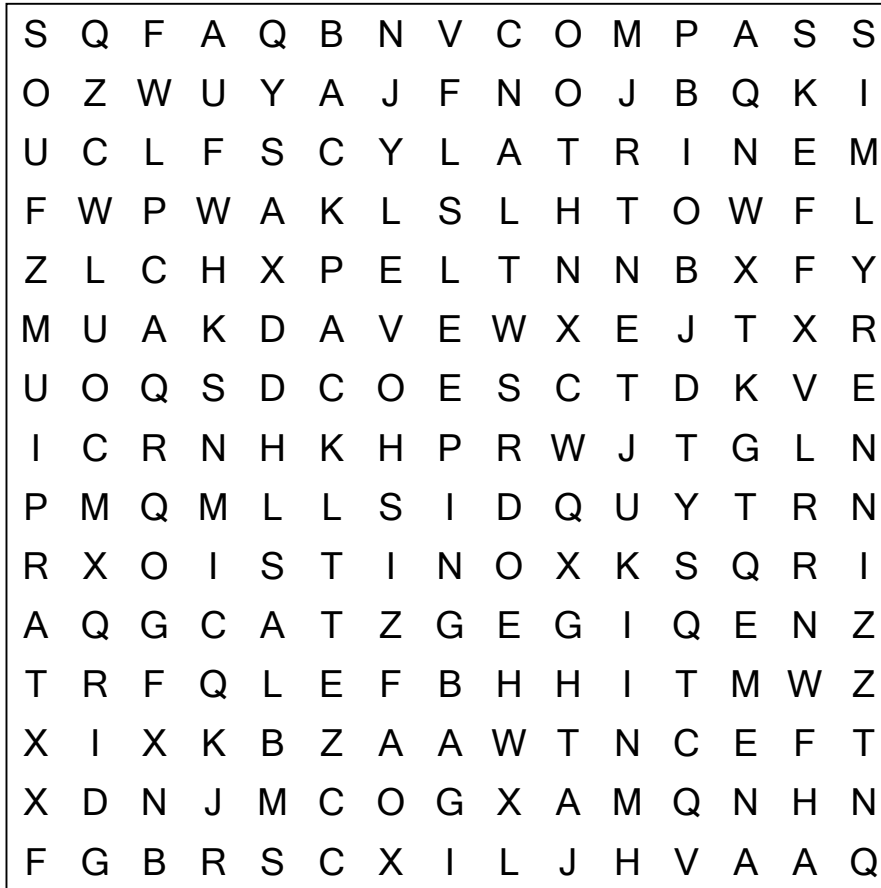 S Q F A Q B N V C O M P A S S
O Z W U Y A J F N O J B Q K I
U C L F S C Y L A T R I N E M
F W P W A K L S L H T O W F L
Z L C H X P E L T N N B X F Y
M U A K D A V E W X E J T X R
U O Q S D C O E S C T D K V E
I C R N H K H P R W J T G L N
P M Q M L L S I D Q U Y T R N
R X O I S T I N O X K S Q R I
A Q G C A T Z G E G I Q E N Z
T R F Q L E F B H H I T M W Z
X I X K B Z A A W T N C E F T
X D N J M C O G X A M Q N H N
F G B R S C X I L J H V A A Q